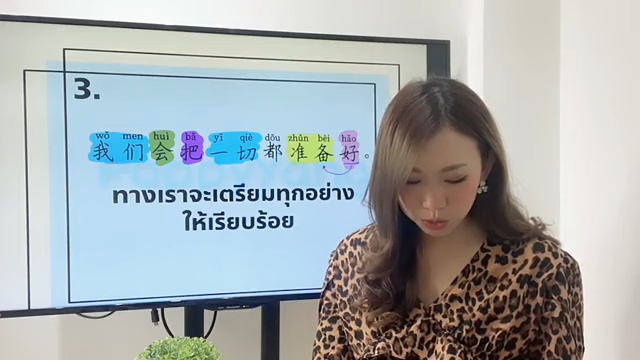 3.
wǒ men huì bǎ yī qiè dōu zhǔn bèi hǎo
我们会把一切都准备好。
ทางเราจะเตรียมทุกอย่าง
ให้เรียบร้อย